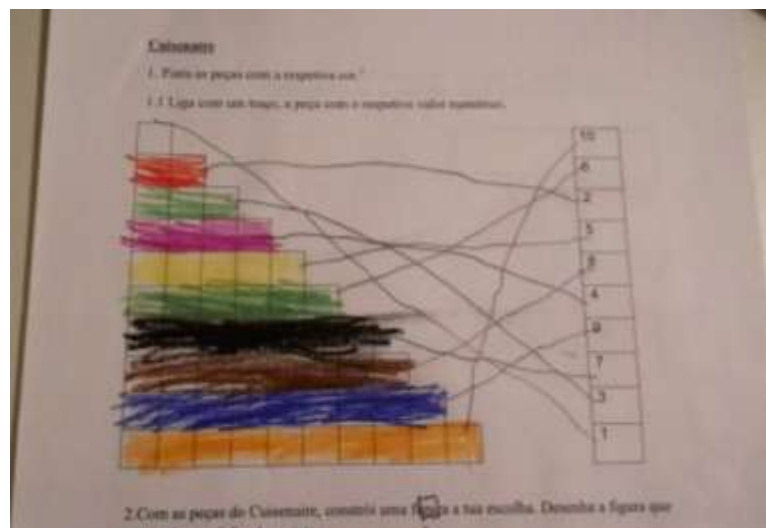 Cuisenaire
1. Pinta as peças com a respetiva cor.
1.1 Liga com um traço, a peça com o respetivo valor numérico.
10
6
2
5
8
4
9
7
3
1
2.Com as peças do Cuisenaire, constrói uma figura a tua escolha. Desenha a figura que